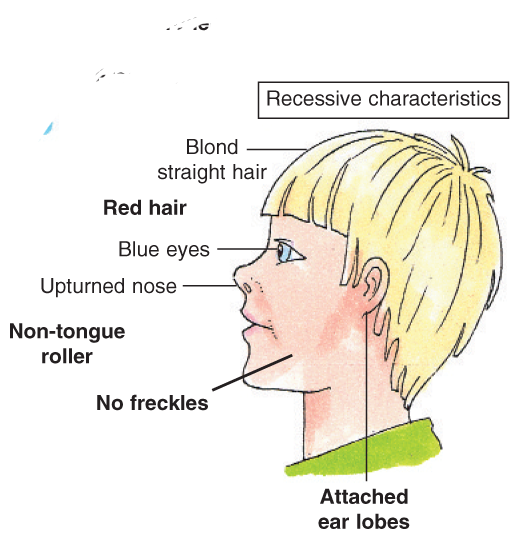 Recessive characteristics
Blond
straight hair
Red hair
Blue eyes
Upturned nose
Non-tongue
roller
No freckles
Attached
ear lobes